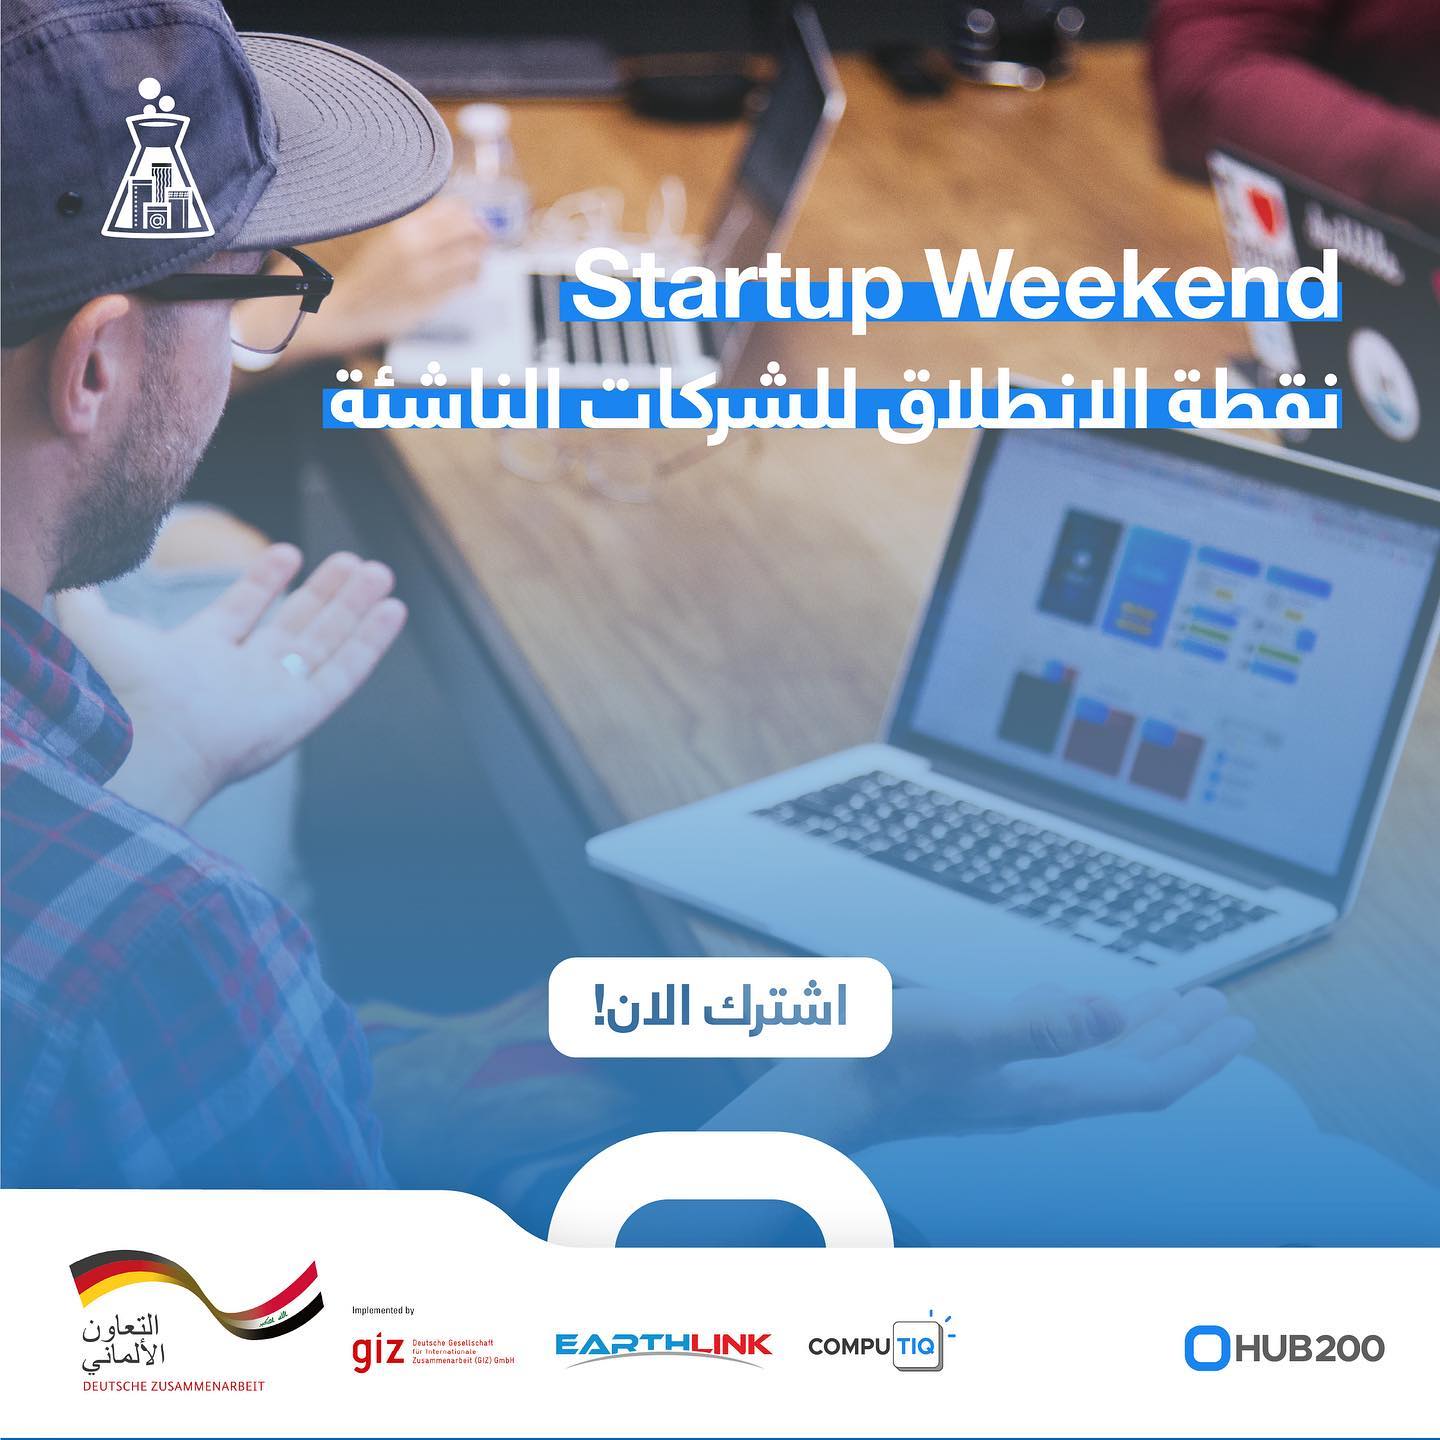 Startup Weekend
نقطة الانطلاق للشركات الناشئة
اشترك الان!
التعاون
الألماني
DEUTSCHE ZUSAMMENARBEIT
Implemented by
giz Deutsche Gesellschaft
für Internationale
Zusammenarbeit (GIZ) GmbH
EARTHLINK
COMPUTIQ
HUB200